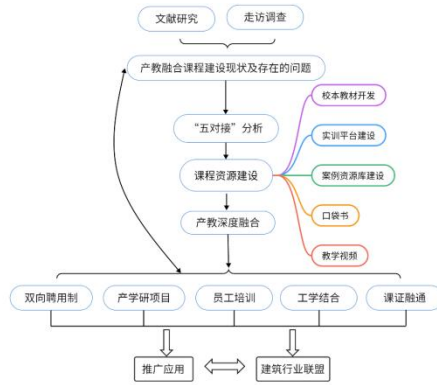 文献研究
走访调查
产教融合课程建设现状及存在的问题
“五对接”分析
课程资源建设
产教深度融合
校本教材开发
实训平台建设
案例资源库建设
口袋书
教学视频
双向聘用制
产学研项目
员工培训
工学结合
课证融通
推广应用
建筑行业联盟